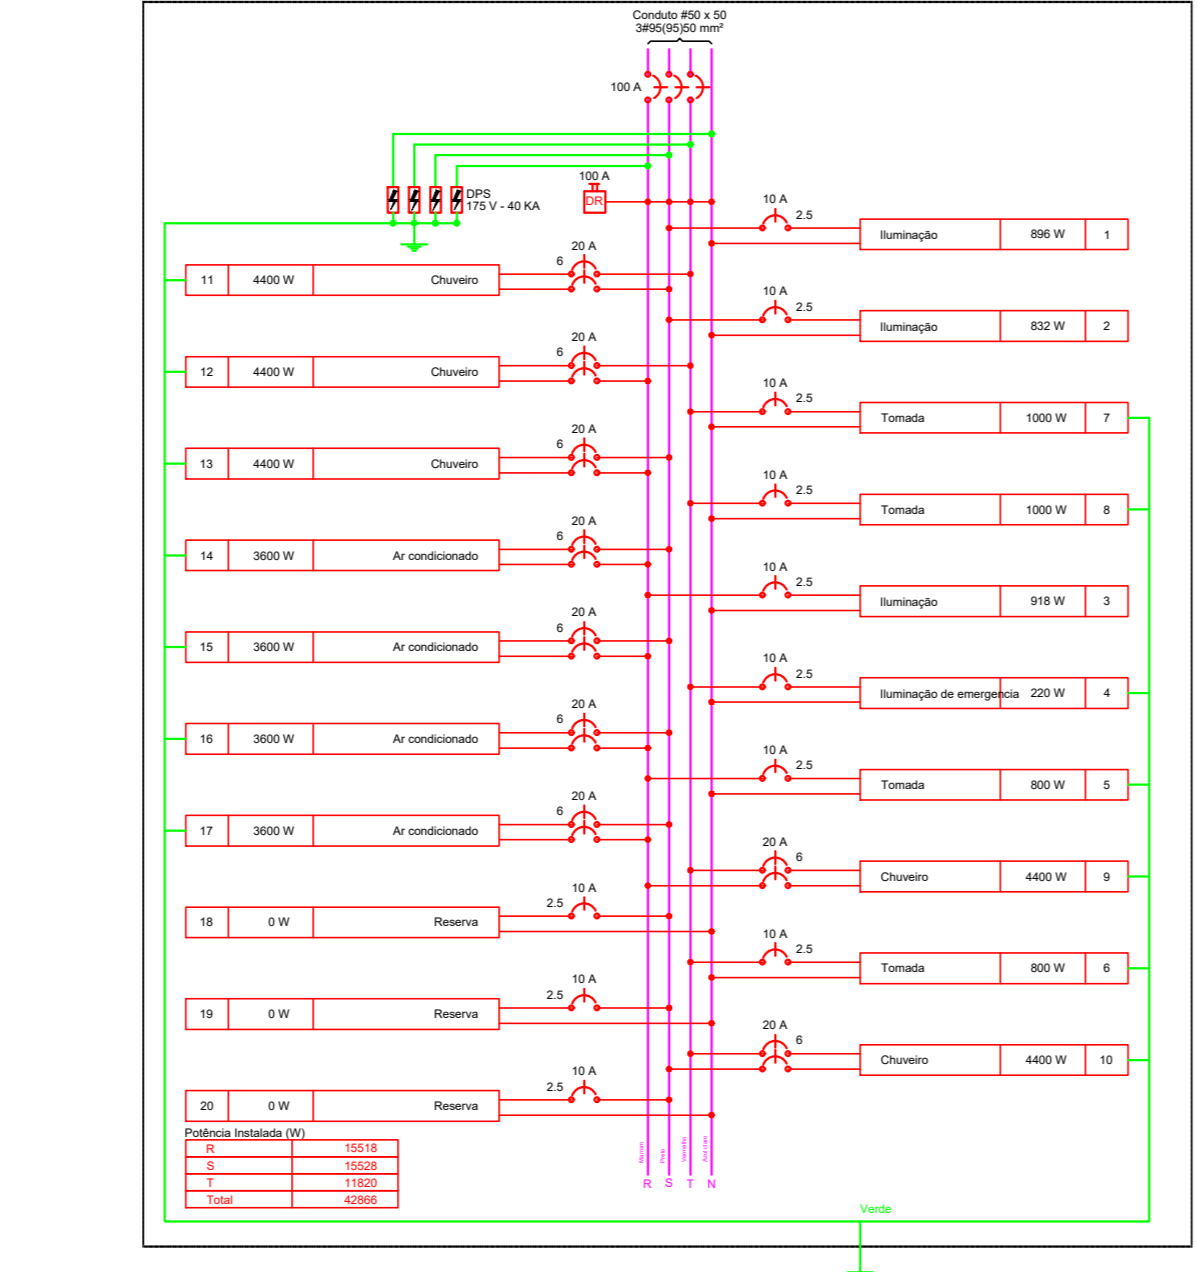 Conduto #50 x 50
3#95(95)50 mm²
100 A
DPS
175 V - 40 KA
100 A
DR
10 A
2.5
Iluminação 896 W 1
20 A
6
11 4400 W Chuveiro
10 A
2.5
Iluminação 832 W 2
20 A
6
12 4400 W Chuveiro
10 A
2.5
Tomada 1000 W 7
20 A
6
13 4400 W Chuveiro
10 A
2.5
Tomada 1000 W 8
20 A
6
14 3600 W Ar condicionado
10 A
2.5
Iluminação 918 W 3
20 A
6
15 3600 W Ar condicionado
10 A
2.5
Iluminação de emergencia 220 W 4
20 A
6
16 3600 W Ar condicionado
10 A
2.5
Tomada 800 W 5
20 A
6
17 3600 W Ar condicionado
20 A
6
Chuveiro 4400 W 9
10 A
2.5
18 0 W Reserva
10 A
2.5
Tomada 800 W 6
10 A
2.5
19 0 W Reserva
20 A
6
Chuveiro 4400 W 10
10 A
2.5
20 0 W Reserva
Potência Instalada (W)
R 15518
S 15528
T 11820
Total 42866
Marrom
Preto
Vermelho
Azul claro
R S T N
Verde